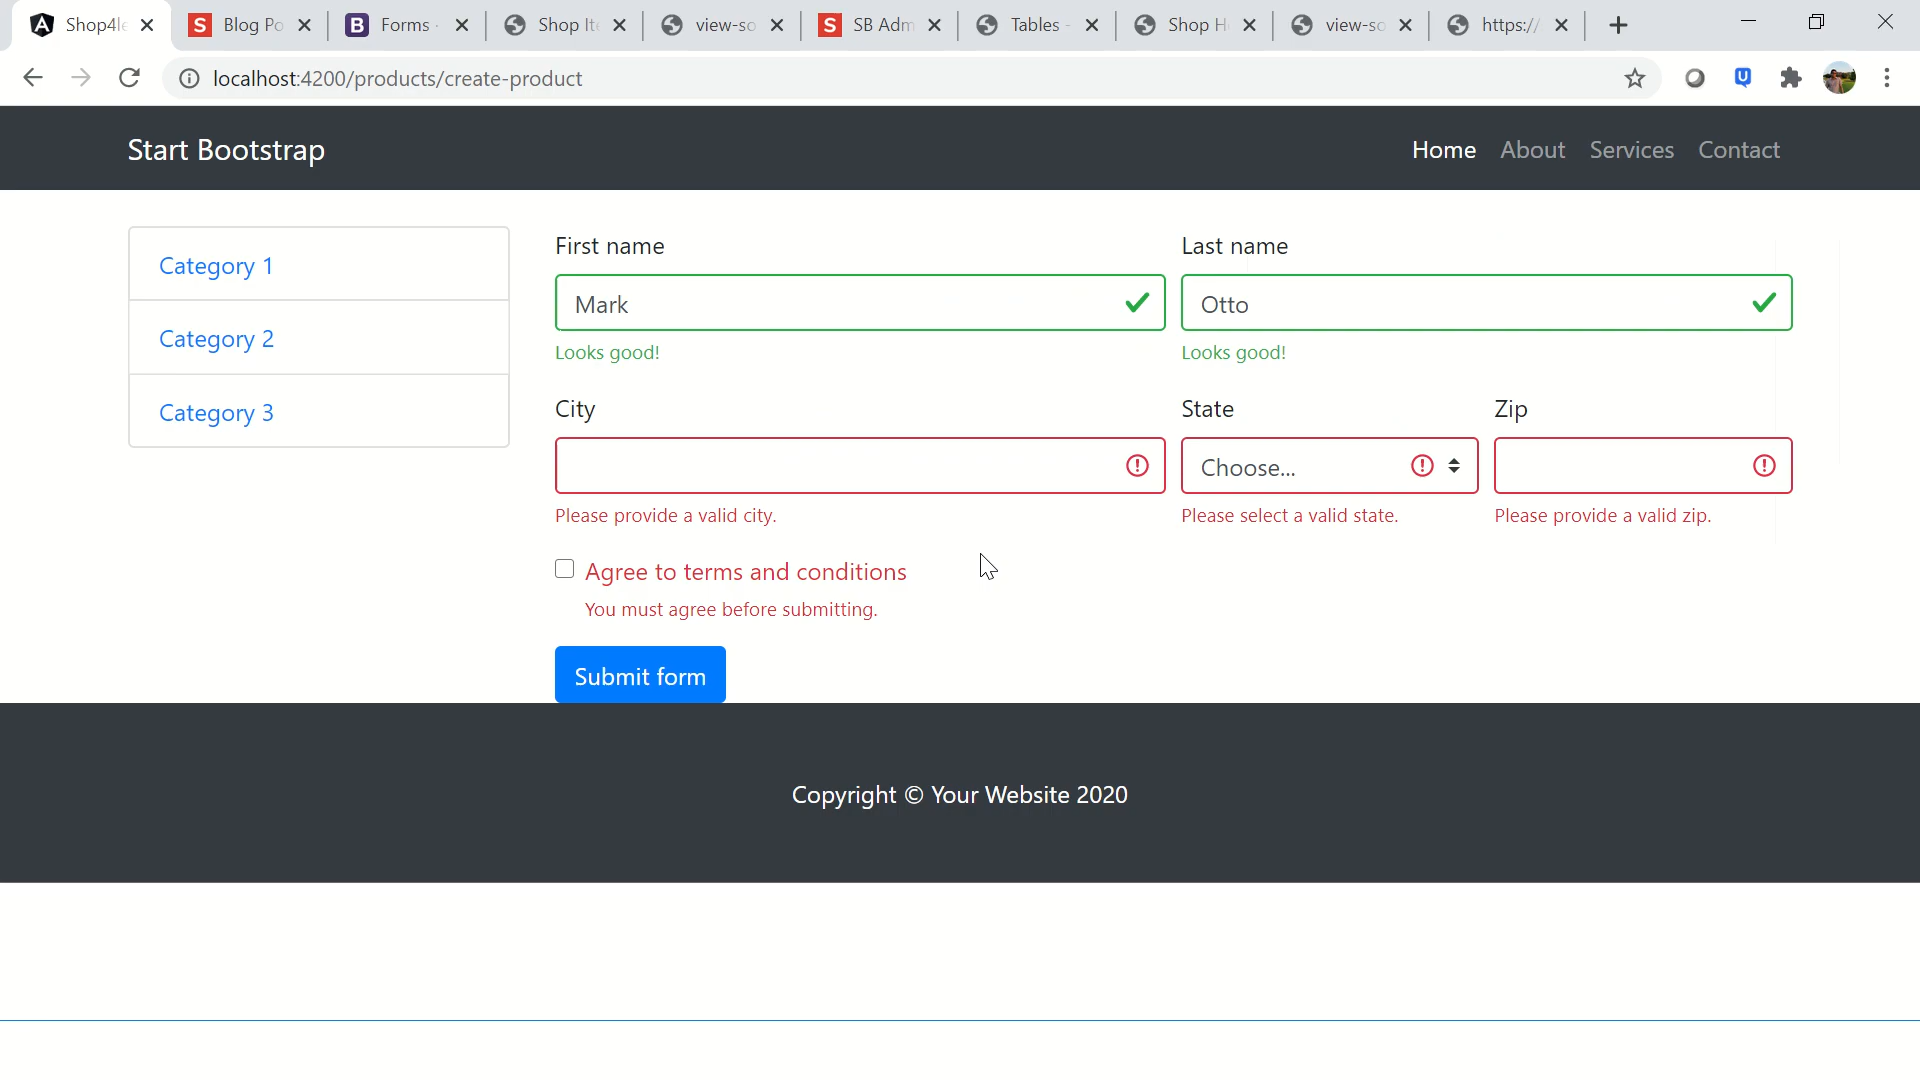 Shop4le
Blog Po
Forms ·
Shop Ite
view-so
SB Adm
Tables -
Shop H
view-so
https://
localhost:4200/products/create-product
Start Bootstrap
Home About Services Contact
Category 1
Category 2
Category 3
First name
Last name
Mark
Otto
Looks good!
Looks good!
City
State
Zip
Choose...
Please provide a valid city.
Please select a valid state.
Please provide a valid zip.
Agree to terms and conditions
You must agree before submitting.
Submit form
Copyright © Your Website 2020